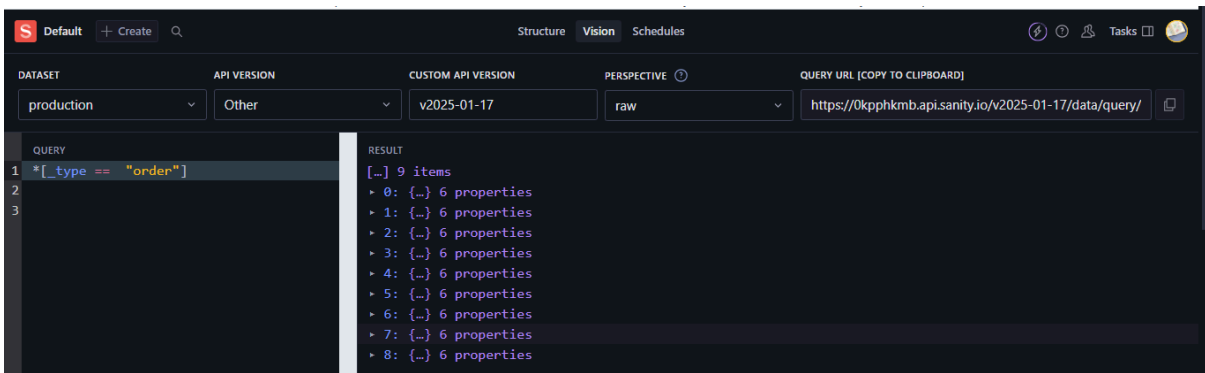 S Default + Create Structure Vision Schedules Tasks
DATASET API VERSION CUSTOM API VERSION PERSPECTIVE ? QUERY URL [COPY TO CLIPBOARD]
production Other v2025-01-17 raw https://0kpphkmb.api.sanity.io/v2025-01-17/data/query/
QUERY RESULT
1 *[_type == "order"] […] 9 items
2 0: {…} 6 properties
3 1: {…} 6 properties
2: {…} 6 properties
3: {…} 6 properties
4: {…} 6 properties
5: {…} 6 properties
6: {…} 6 properties
7: {…} 6 properties
8: {…} 6 properties